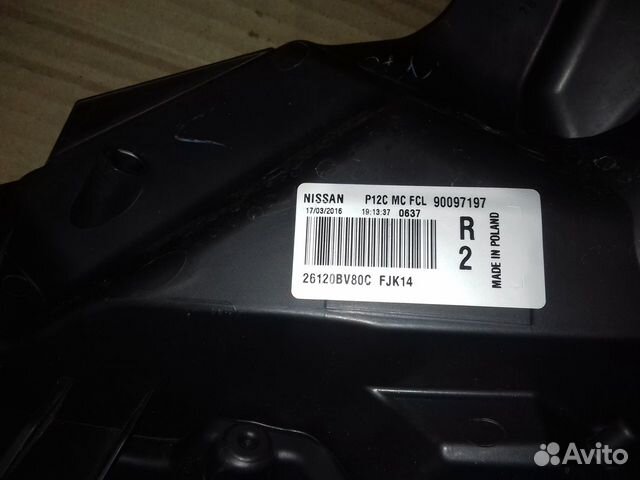 NISSAN P12C MC FCL 90097197
17/03/2016 19:13:37 0637
R
2
MADE IN POLAND
26120BV80C FJK14
Avito